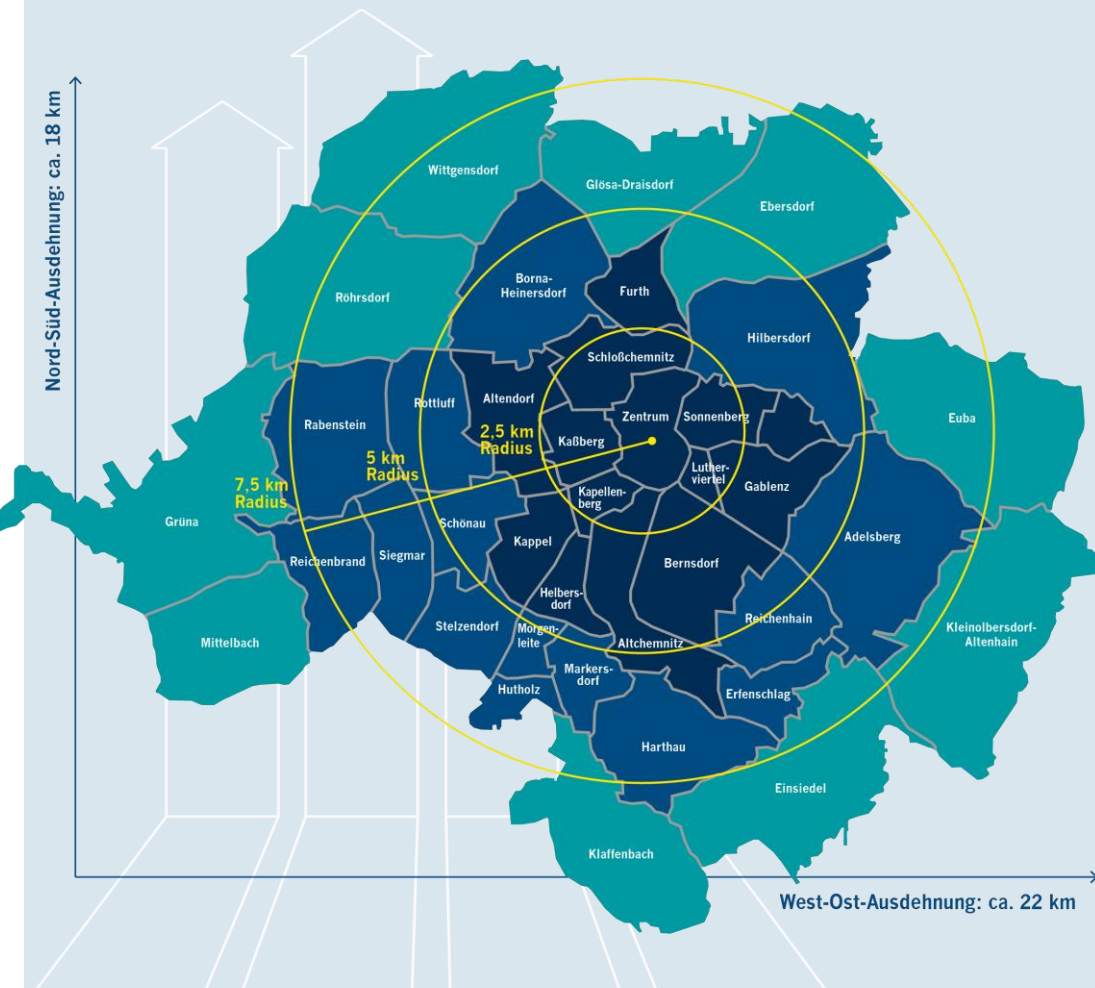 Nord-Süd-Ausdehnung: ca. 18 km
Wittgensdorf
Glösa-Draisdorf
Ebersdorf
Röhrsdorf
Borna-
Heinersdorf
Furth
Hilbersdorf
Schloßchemnitz
Rabenstein
Rottluff
Altendorf
Zentrum
Sonnenberg
Euba
2,5 km
Radius
Kaßberg
5 km
Radius
Luther-
viertel
Gablenz
7,5 km
Radius
Kapellen-
berg
Grüna
Schönau
Kappel
Adelsberg
Reichenbrand
Siegmar
Bernsdorf
Helbers-
dorf
Reichenhain
Mittelbach
Stelzendorf
Morgen-
leite
Altchemnitz
Kleinolbersdorf-
Altenhain
Markers-
dorf
Hutholz
Erfenschlag
Harthau
Einsiedel
Klaffenbach
West-Ost-Ausdehnung: ca. 22 km